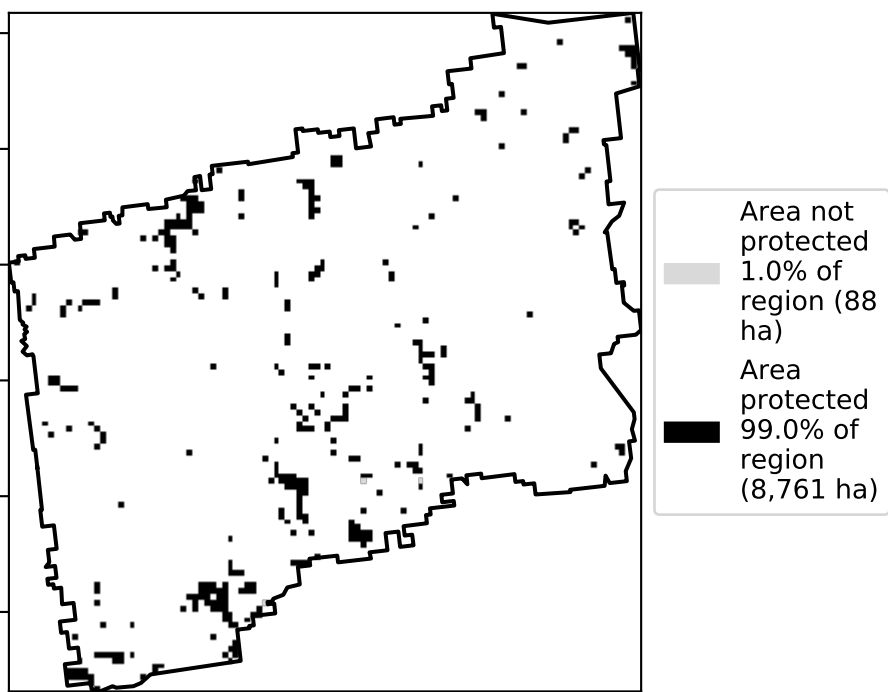 Area not
protected
1.0% of
region (88
ha)
Area
protected
99.0% of
region
(8,761 ha)